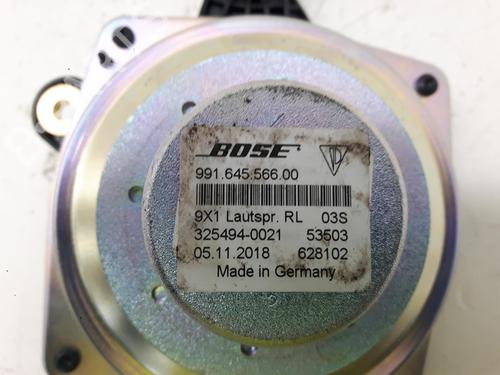 BOSE
991.645.566.00
9X1 Lautspr. RL 03S
325494-0021 53503
05.11.2018 628102
Made in Germany